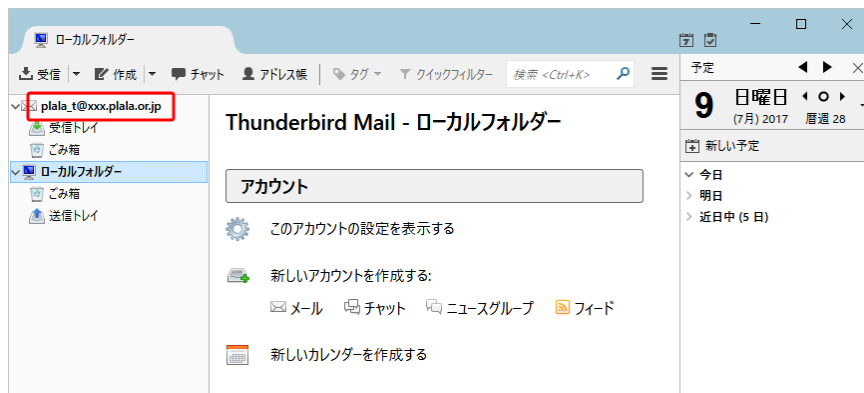 ローカルフォルダー
受信 作成 チャット アドレス帳 タグ クイックフィルター 検索 <Ctrl+K>
plala_t@xxx.plala.or.jp
受信トレイ
ごみ箱
ローカルフォルダー
ごみ箱
送信トレイ
Thunderbird Mail - ローカルフォルダー
アカウント
このアカウントの設定を表示する
新しいアカウントを作成する:
メール チャット ニュースグループ フィード
新しいカレンダーを作成する
予定
9 日曜日
(7月) 2017 暦週 28
新しい予定
今日
明日
近日中 (5 日)